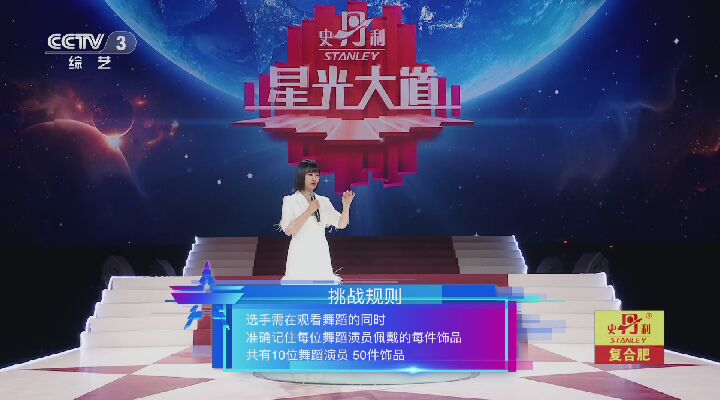 CCTV 3
综艺
史丹利
STANLEY
星光大道
挑战规则
选手需在观看舞蹈的同时
准确记住每位舞蹈演员佩戴的每件饰品
共有10位舞蹈演员 50件饰品
史丹利®
STANLEY
复合肥